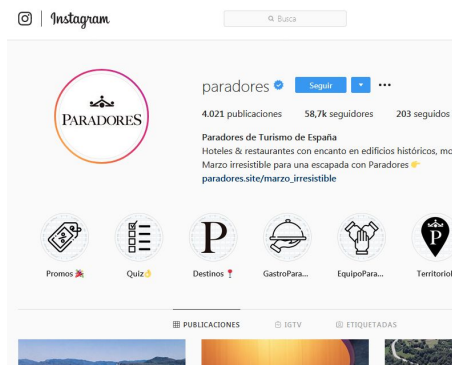 Instagram
Busca
paradores
Seguir
4.021 publicaciones 58,7k seguidores 203 seguidos
PARADORES
Paradores de Turismo de España
Hoteles & restaurantes con encanto en edificios históricos, mo
Marzo irresistible para una escapada con Paradores
paradores.site/marzo_irresistible
P
P
Promos Quiz Destinos GastroPara... EquipoPara... Territorio
PUBLICACIONES IGTV ETIQUETADAS